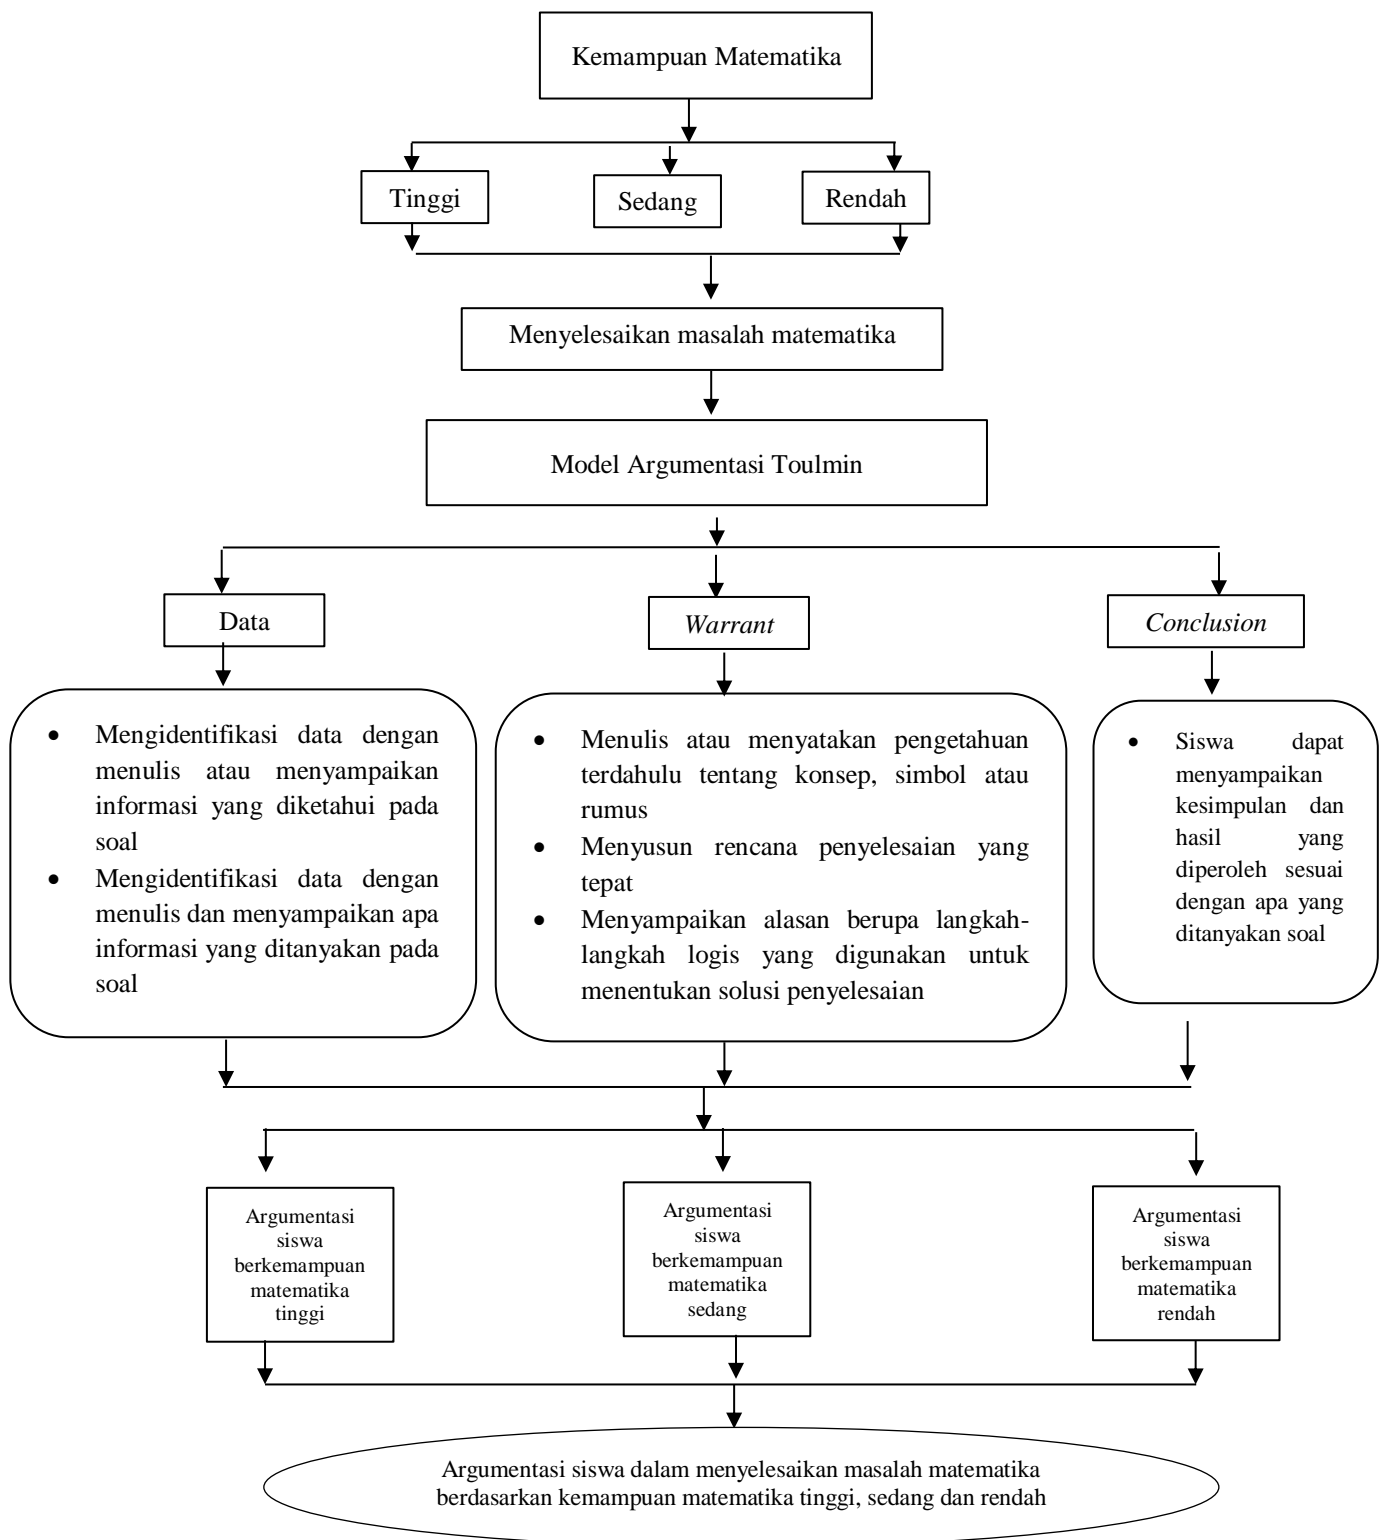 Kemampuan Matematika
Tinggi
Sedang
Rendah
Menyelesaikan masalah matematika
Model Argumentasi Toulmin
Data
Warrant
Conclusion
• Mengidentifikasi data dengan
menulis atau menyampaikan
informasi yang diketahui pada
soal
• Mengidentifikasi data dengan
menulis dan menyampaikan apa
informasi yang ditanyakan pada
soal
• Menulis atau menyatakan pengetahuan
terdahulu tentang konsep, simbol atau
rumus
• Menyusun rencana penyelesaian yang
tepat
• Menyampaikan alasan berupa langkah-
langkah logis yang digunakan untuk
menentukan solusi penyelesaian
• Siswa dapat
menyampaikan
kesimpulan dan
hasil yang
diperoleh sesuai
dengan apa yang
ditanyakan soal
Argumentasi
siswa
berkemampuan
matematika
tinggi
Argumentasi
siswa
berkemampuan
matematika
sedang
Argumentasi
siswa
berkemampuan
matematika
rendah
Argumentasi siswa dalam menyelesaikan masalah matematika
berdasarkan kemampuan matematika tinggi, sedang dan rendah